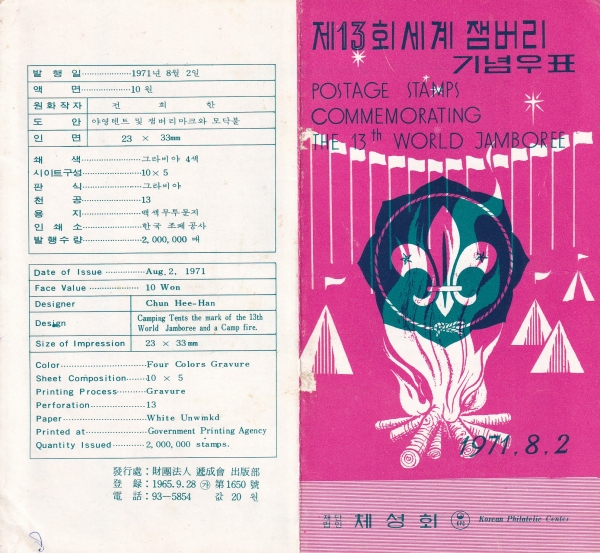 발 행 일 ··················· 1971년 8월 2일
액 면 ··················· 10 원
원화작자 전 희 한
도 안 야영텐트 및 잼버리마크와 모닥불
인 면 23 × 33㎜
채 색 ······················· 그라비아 4색
시이트구성 ······················· 10 × 5
판 식 ······················· 그라비아
천 공 ······················· 13
용 지 ······················· 백색무투문지
인 쇄 소 ······················· 한국 조폐공사
발행수량 ······················· 2,000,000 매
Date of Issue ··············· Aug. 2, 1971
Face Value ··············· 10 Won
Designer Chun Hee-Han
Design Camping Tents the mark of the 13th
World Jamboree and a Camp fire.
Size of Impression 23 × 33㎜
Color ······················· Four Colors Gravure
Sheet Composition ······· 10 × 5
Printing Process ········· Gravure
Perforation ················· 13
Paper ······················· White Unwmkd
Printed at ··················· Government Printing Agency
Quantity Issued ··········· 2,000,000 stamps.
發行處: 財團法人 遞成會 出版部
登 録: 1965.9.28 ㉮ 第1650 號
電 話: 93-5854 값 20 원
제13회 세계 잼버리
기념우표
POSTAGE STAMPS
COMMEMORATING
THE 13th WORLD JAMBOREE
1971.8.2
재단
법인 체성회 Korean Philatelic Center